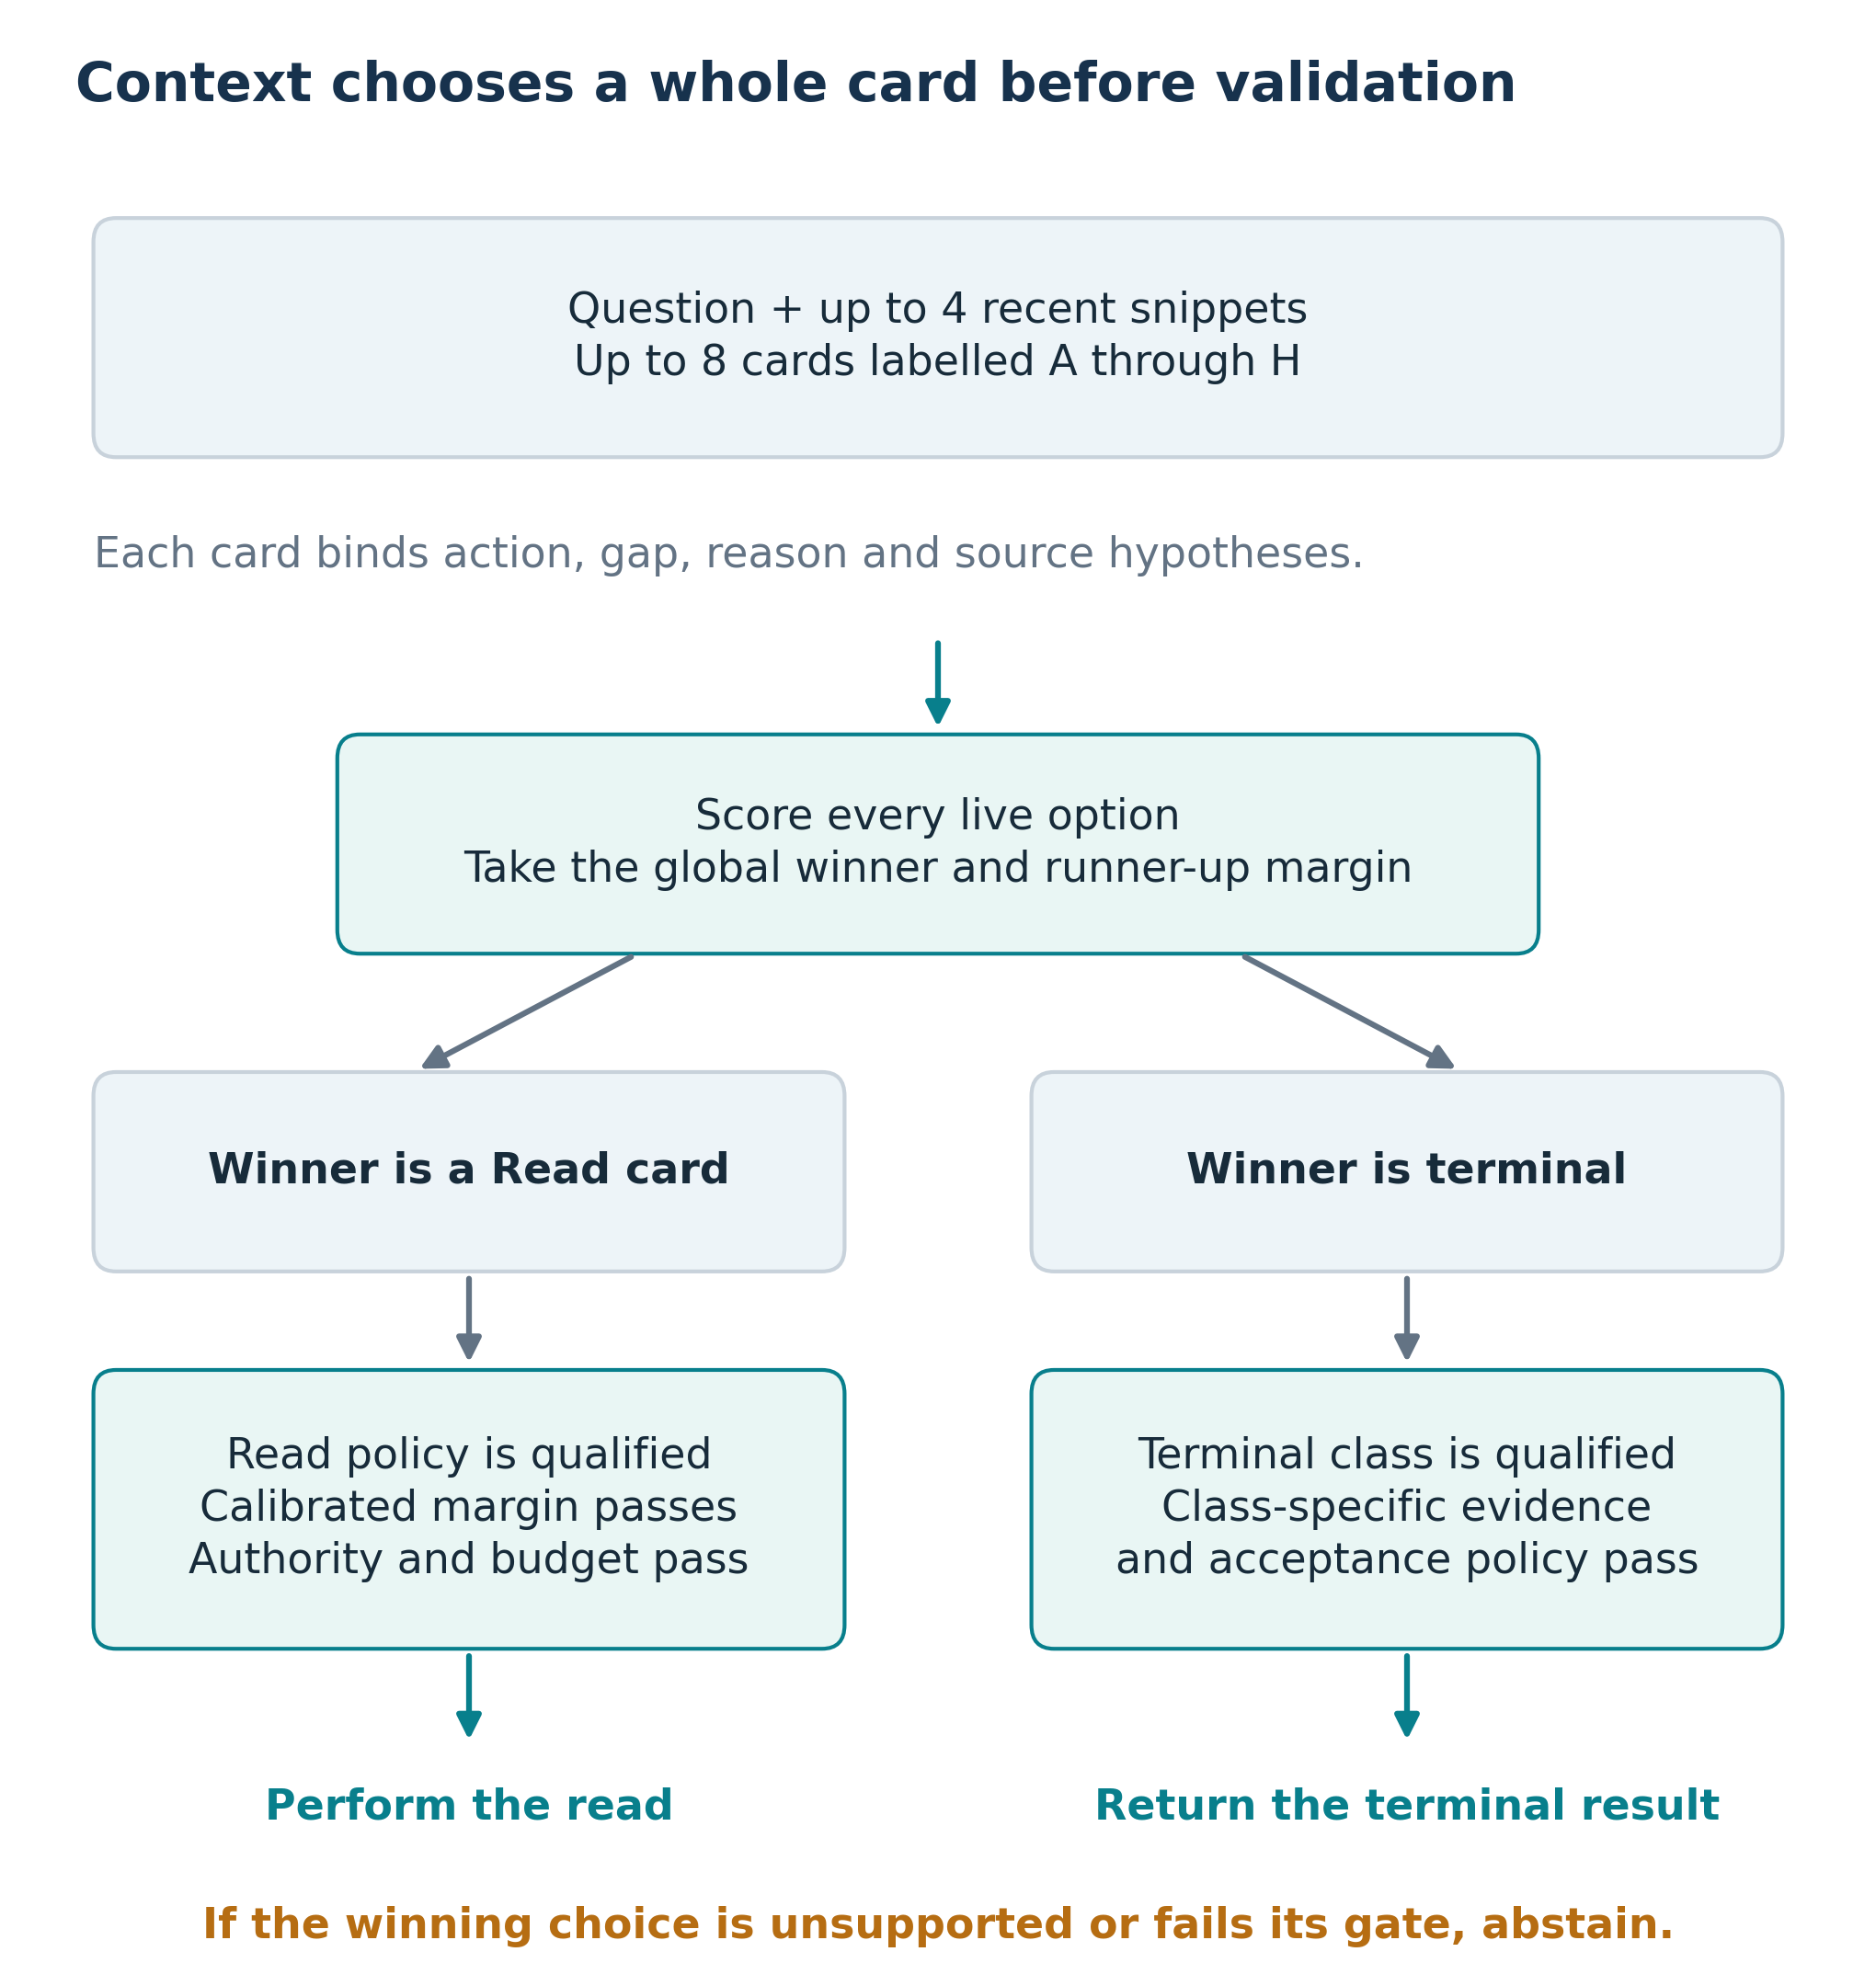 Context chooses a whole card before validation
Question + up to 4 recent snippets
Up to 8 cards labelled A through H
Each card binds action, gap, reason and source hypotheses.
Score every live option
Take the global winner and runner-up margin
Winner is a Read card
Winner is terminal
Read policy is qualified
Calibrated margin passes
Authority and budget pass
Terminal class is qualified
Class-specific evidence
and acceptance policy pass
Perform the read
Return the terminal result
If the winning choice is unsupported or fails its gate, abstain.